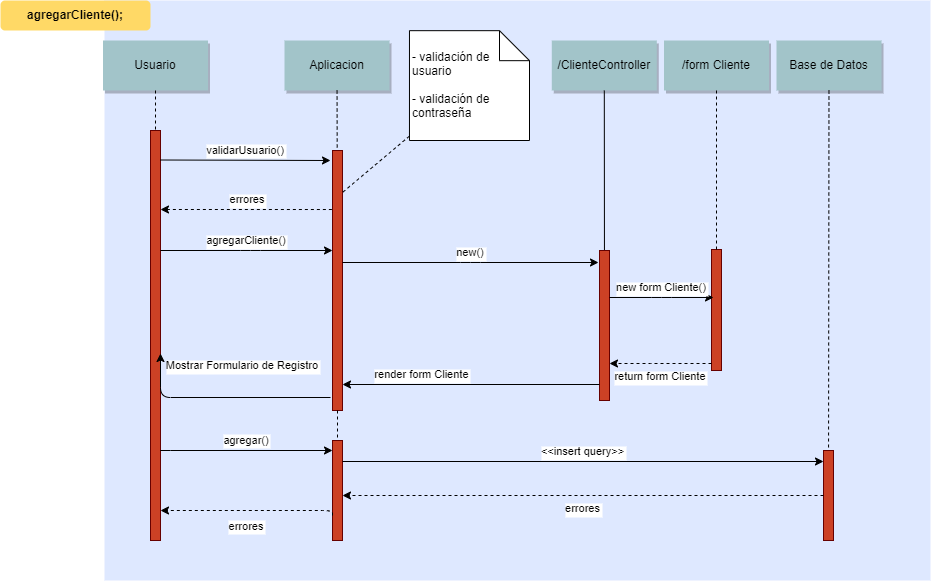 agregarCliente();
Usuario
Aplicacion
- validación de
usuario
- validación de
contraseña
/ClienteController
/form Cliente
Base de Datos
validarUsuario()
errores
agregarCliente()
new()
new form Cliente()
Mostrar Formulario de Registro
render form Cliente
return form Cliente
agregar()
<<insert query>>
errores
errores